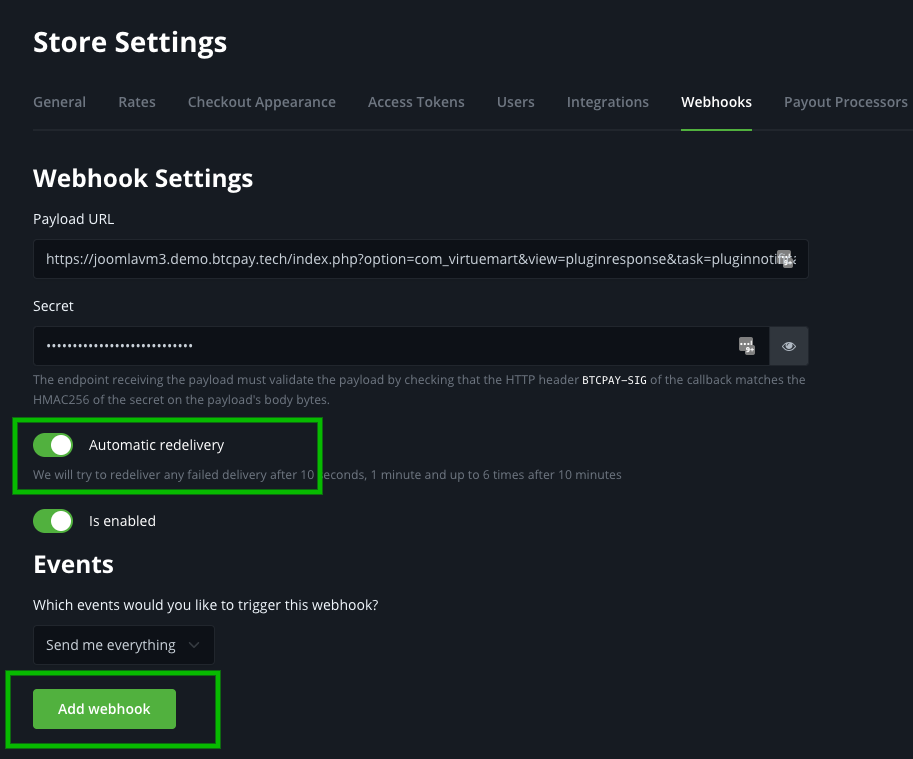 Store Settings
General Rates Checkout Appearance Access Tokens Users Integrations Webhooks Payout Processors
Webhook Settings
Payload URL
https://joomlavm3.demo.btcpay.tech/index.php?option=com_virtuemart&view=pluginresponse&task=pluginnotifi
Secret
••••••••••••••••••••••••••••
The endpoint receiving the payload must validate the payload by checking that the HTTP header BTCPAY-SIG of the callback matches the
HMAC256 of the secret on the payload's body bytes.
Automatic redelivery
We will try to redeliver any failed delivery after 10 seconds, 1 minute and up to 6 times after 10 minutes
Is enabled
Events
Which events would you like to trigger this webhook?
Send me everything
Add webhook